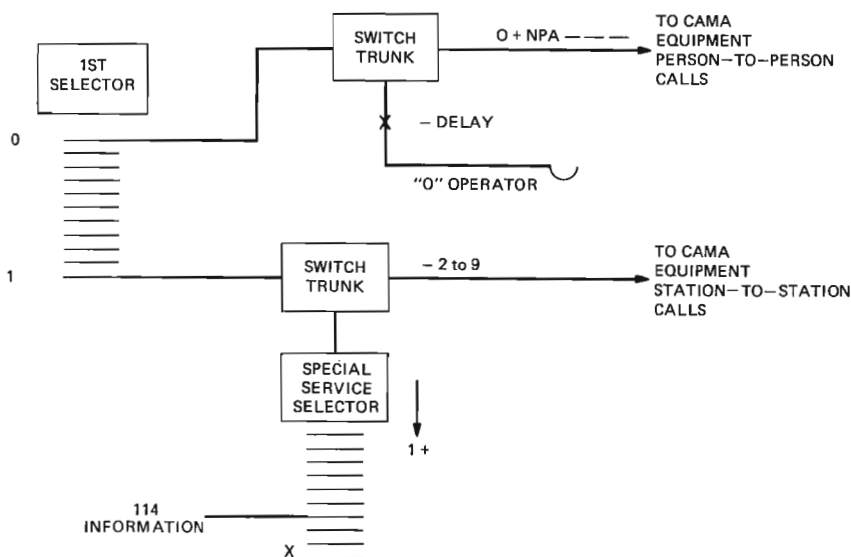 1ST
SELECTOR
0
SWITCH
TRUNK
O + NPA — — — —
TO CAMA
EQUIPMENT
PERSON–TO–PERSON
CALLS
– DELAY
"0" OPERATOR
1
SWITCH
TRUNK
– 2 to 9
TO CAMA
EQUIPMENT
STATION–TO–STATION
CALLS
SPECIAL
SERVICE
SELECTOR
1 +
114
INFORMATION
X